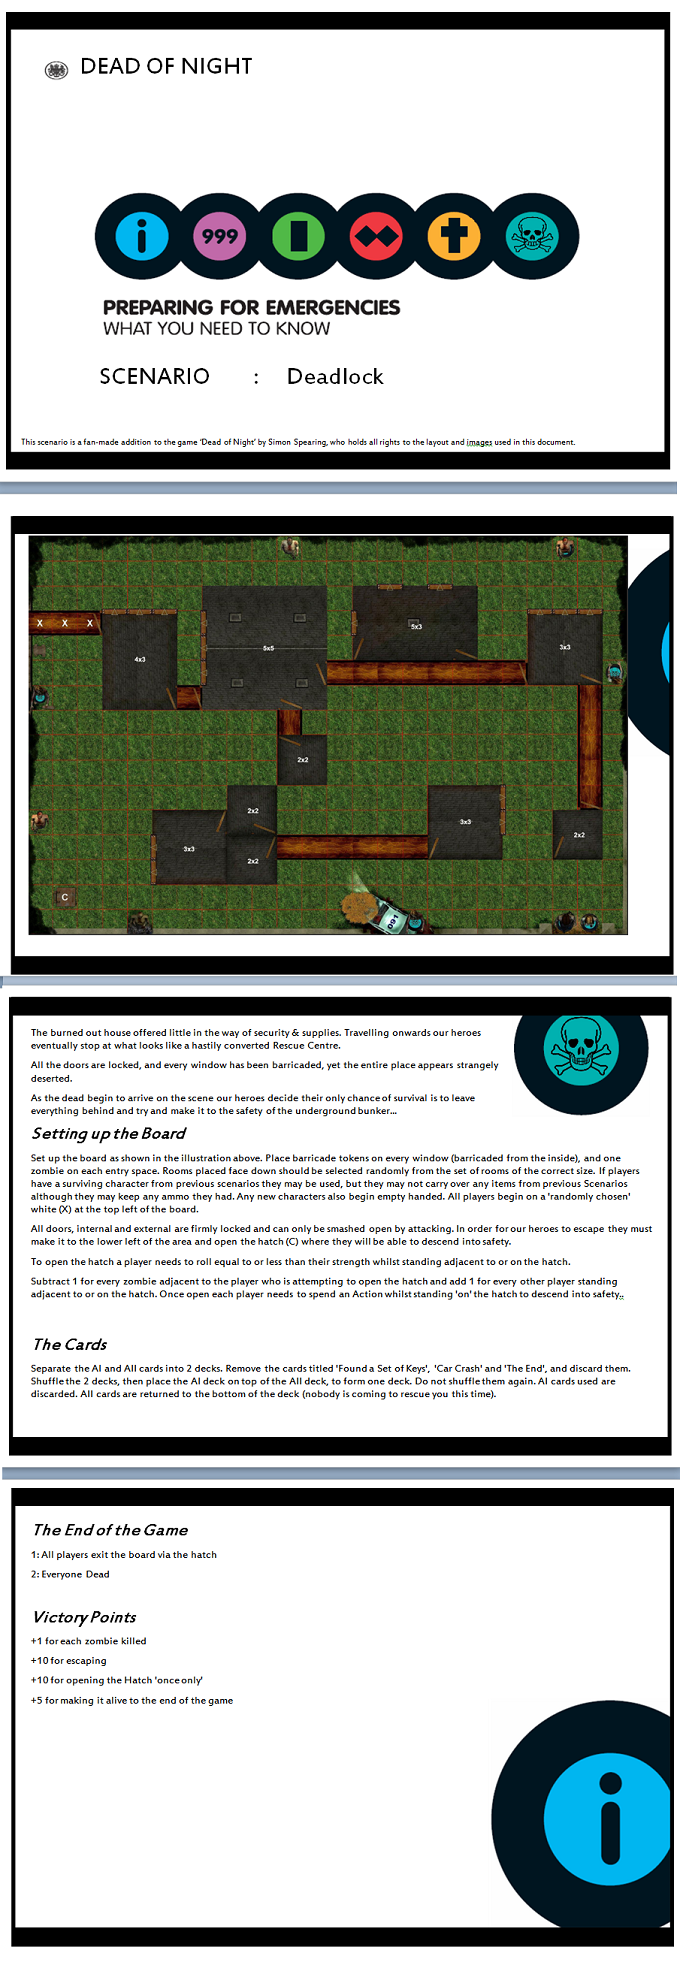 DEAD OF NIGHT
999
PREPARING FOR EMERGENCIES
WHAT YOU NEED TO KNOW
SCENARIO : Deadlock
This scenario is a fan-made addition to the game 'Dead of Night' by Simon Spearing, who holds all rights to the layout and images used in this document.
X X X
4x3
5x5
5x3
3x3
2x2
2x2
3x3
2x2
3x3
2x2
C
091
The burned out house offered little in the way of security & supplies. Travelling onwards our heroes
eventually stop at what looks like a hastily converted Rescue Centre.
All the doors are locked, and every window has been barricaded, yet the entire place appears strangely
deserted.
As the dead begin to arrive on the scene our heroes decide their only chance of survival is to leave
everything behind and try and make it to the safety of the underground bunker...
Setting up the Board
Set up the board as shown in the illustration above. Place barricade tokens on every window (barricaded from the inside), and one
zombie on each entry space. Rooms placed face down should be selected randomly from the set of rooms of the correct size. If players
have a surviving character from previous scenarios they may be used, but they may not carry over any items from previous Scenarios
although they may keep any ammo they had. Any new characters also begin empty handed. All players begin on a 'randomly chosen'
white (X) at the top left of the board.
All doors, internal and external are firmly locked and can only be smashed open by attacking. In order for our heroes to escape they must
make it to the lower left of the area and open the hatch (C) where they will be able to descend into safety.
To open the hatch a player needs to roll equal to or less than their strength whilst standing adjacent to or on the hatch.
Subtract 1 for every zombie adjacent to the player who is attempting to open the hatch and add 1 for every other player standing
adjacent to or on the hatch. Once open each player needs to spend an Action whilst standing 'on' the hatch to descend into safety..
The Cards
Separate the AI and AII cards into 2 decks. Remove the cards titled 'Found a Set of Keys', 'Car Crash' and 'The End', and discard them.
Shuffle the 2 decks, then place the AI deck on top of the AII deck, to form one deck. Do not shuffle them again. AI cards used are
discarded. All cards are returned to the bottom of the deck (nobody is coming to rescue you this time).
The End of the Game
1: All players exit the board via the hatch
2: Everyone Dead
Victory Points
+1 for each zombie killed
+10 for escaping
+10 for opening the Hatch 'once only'
+5 for making it alive to the end of the game